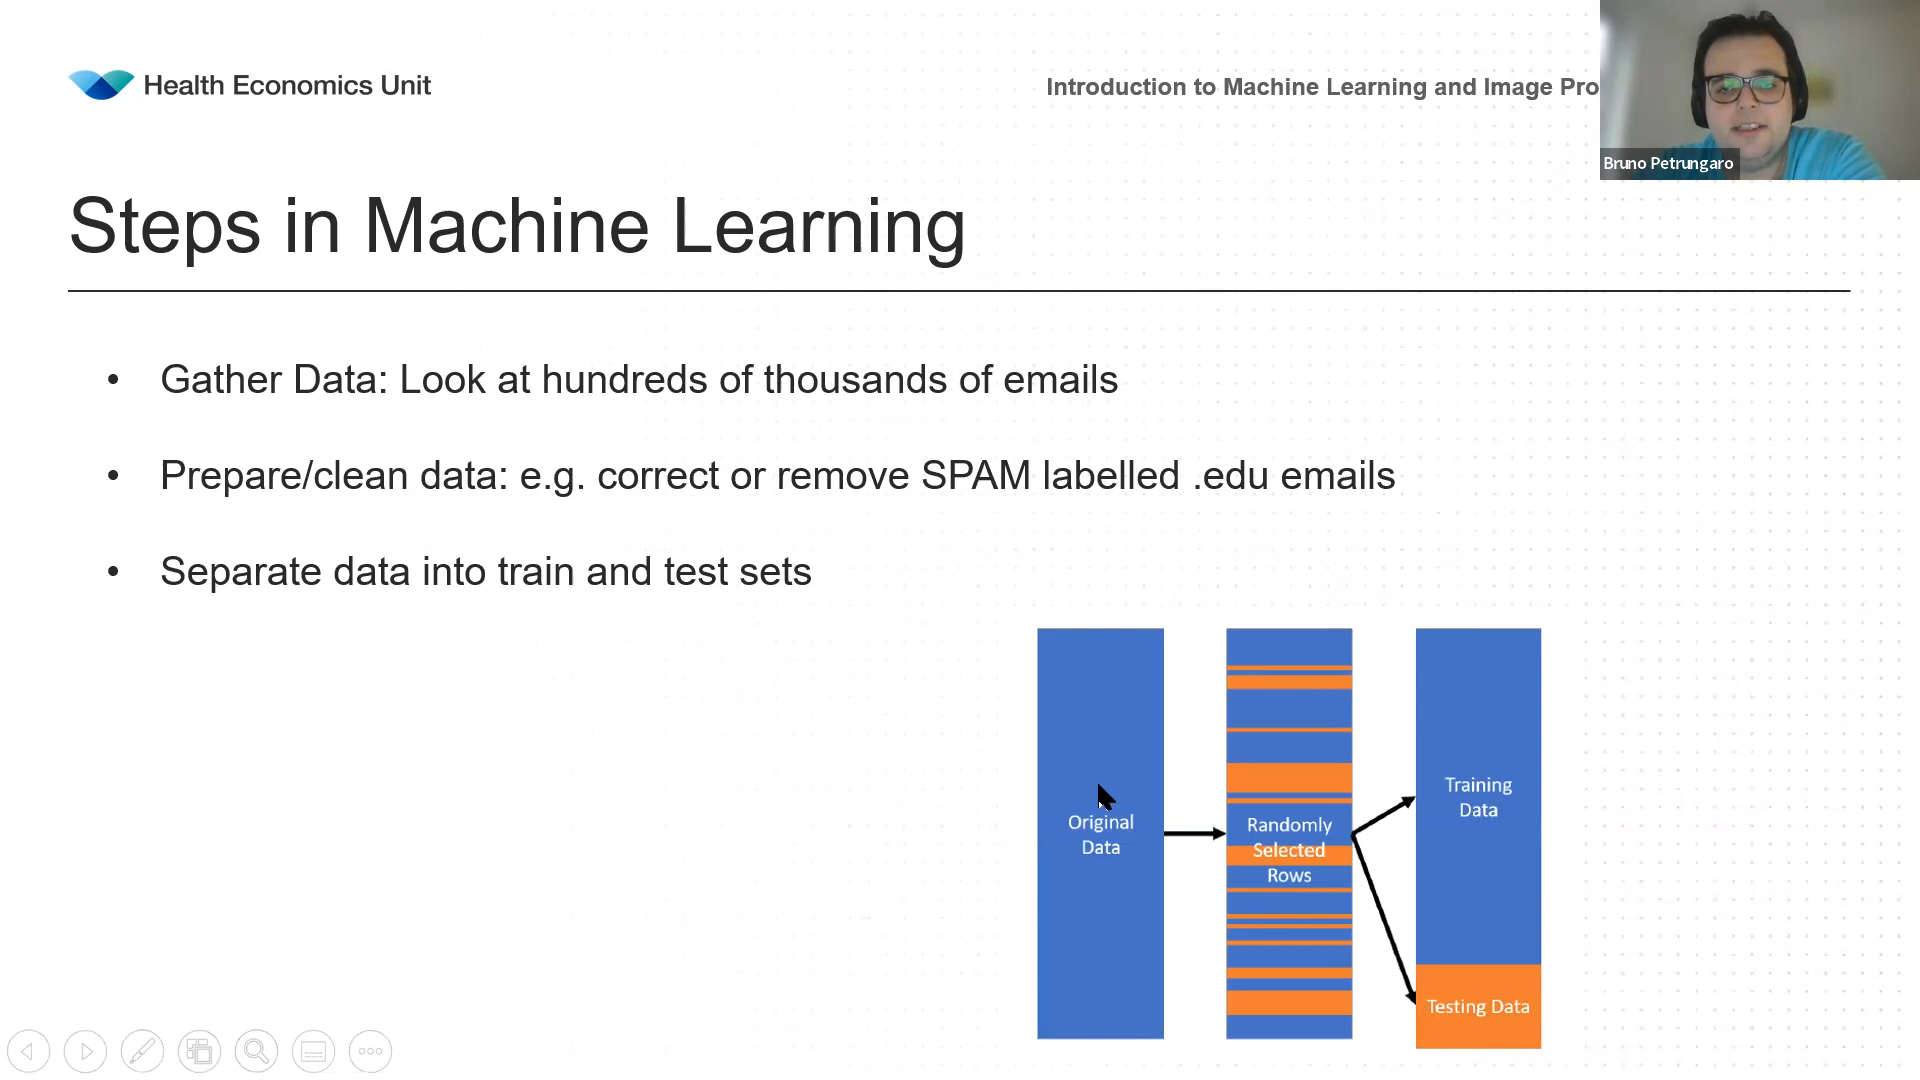 Health Economics Unit
Introduction to Machine Learning and Image Pro
Bruno Petrungaro
Steps in Machine Learning
• Gather Data: Look at hundreds of thousands of emails
• Prepare/clean data: e.g. correct or remove SPAM labelled .edu emails
• Separate data into train and test sets
Original
Data
Randomly
Selected
Rows
Training
Data
Testing Data